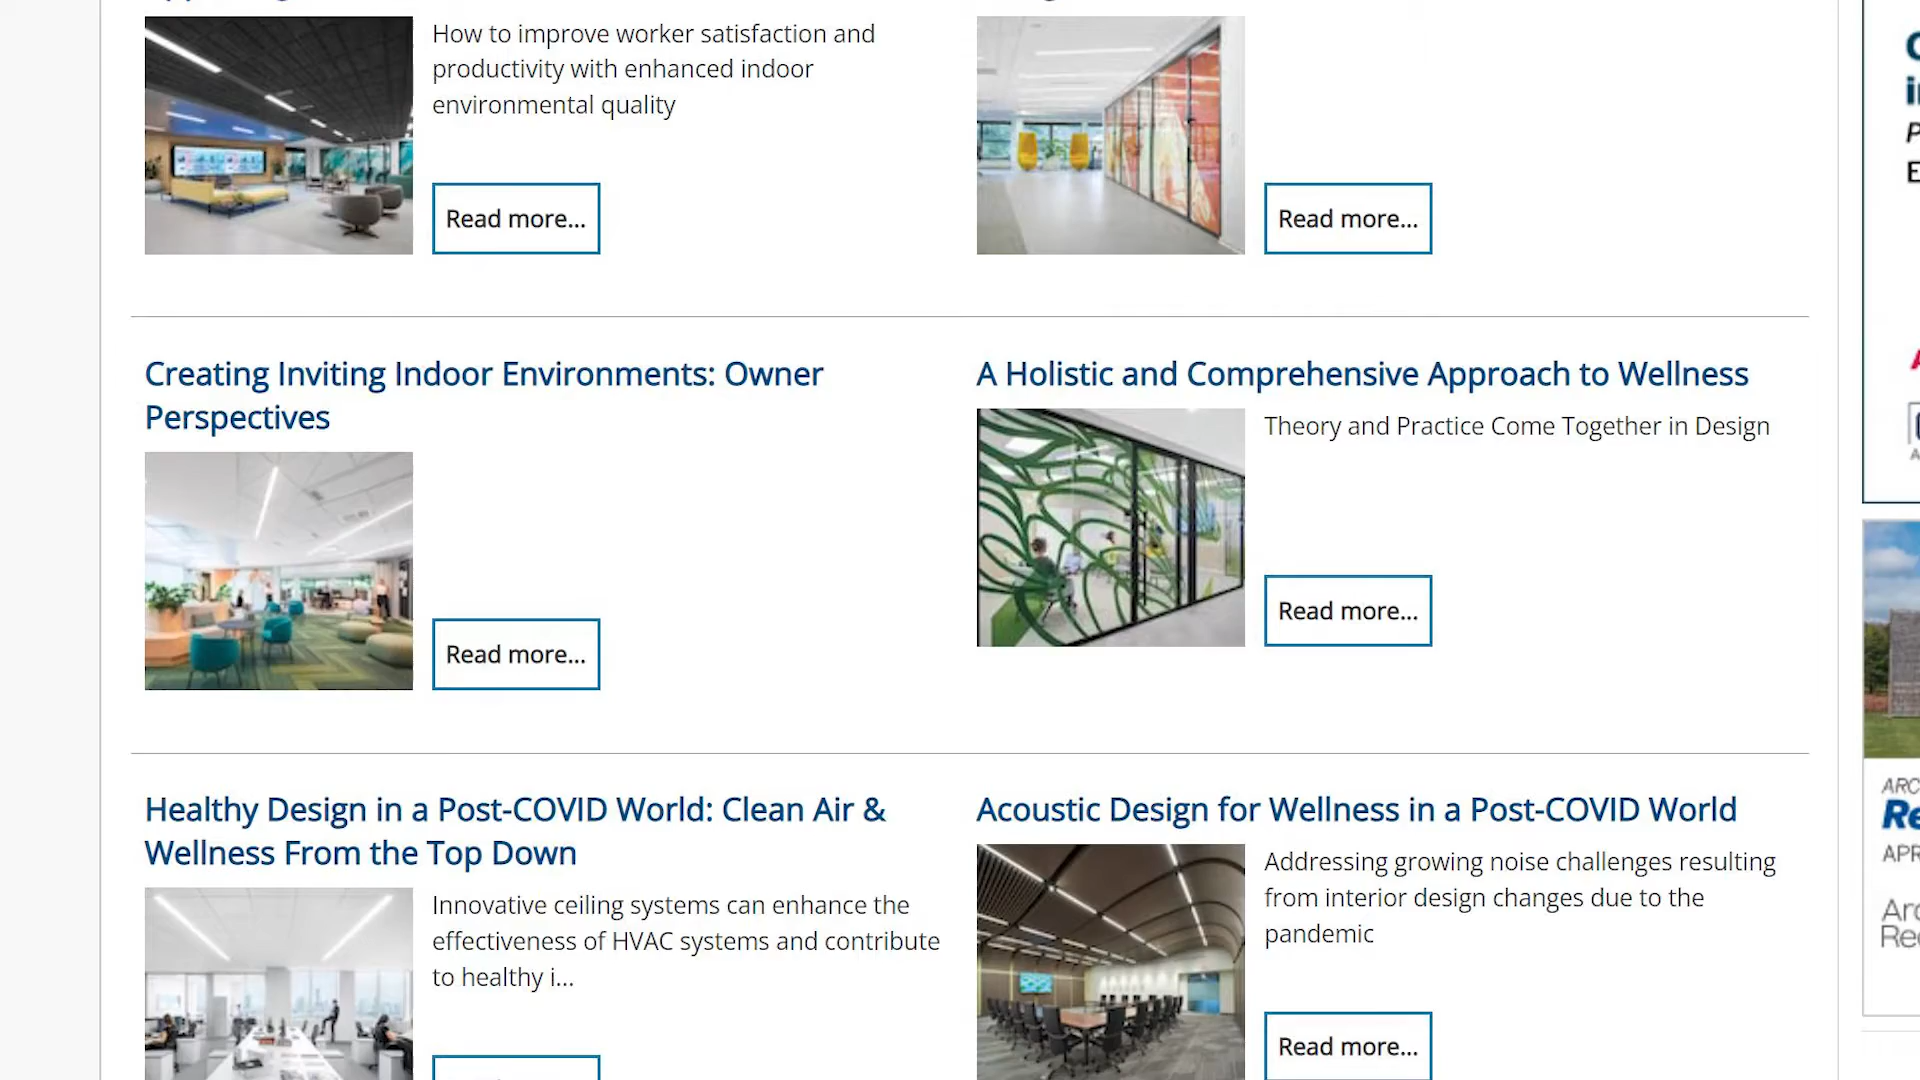 How to improve worker satisfaction and
productivity with enhanced indoor
environmental quality
Read more...
Read more...
Creating Inviting Indoor Environments: Owner
Perspectives
Read more...
A Holistic and Comprehensive Approach to Wellness
Theory and Practice Come Together in Design
Read more...
Healthy Design in a Post-COVID World: Clean Air &
Wellness From the Top Down
Innovative ceiling systems can enhance the
effectiveness of HVAC systems and contribute
to healthy i...
Acoustic Design for Wellness in a Post-COVID World
Addressing growing noise challenges resulting
from interior design changes due to the
pandemic
Read more...